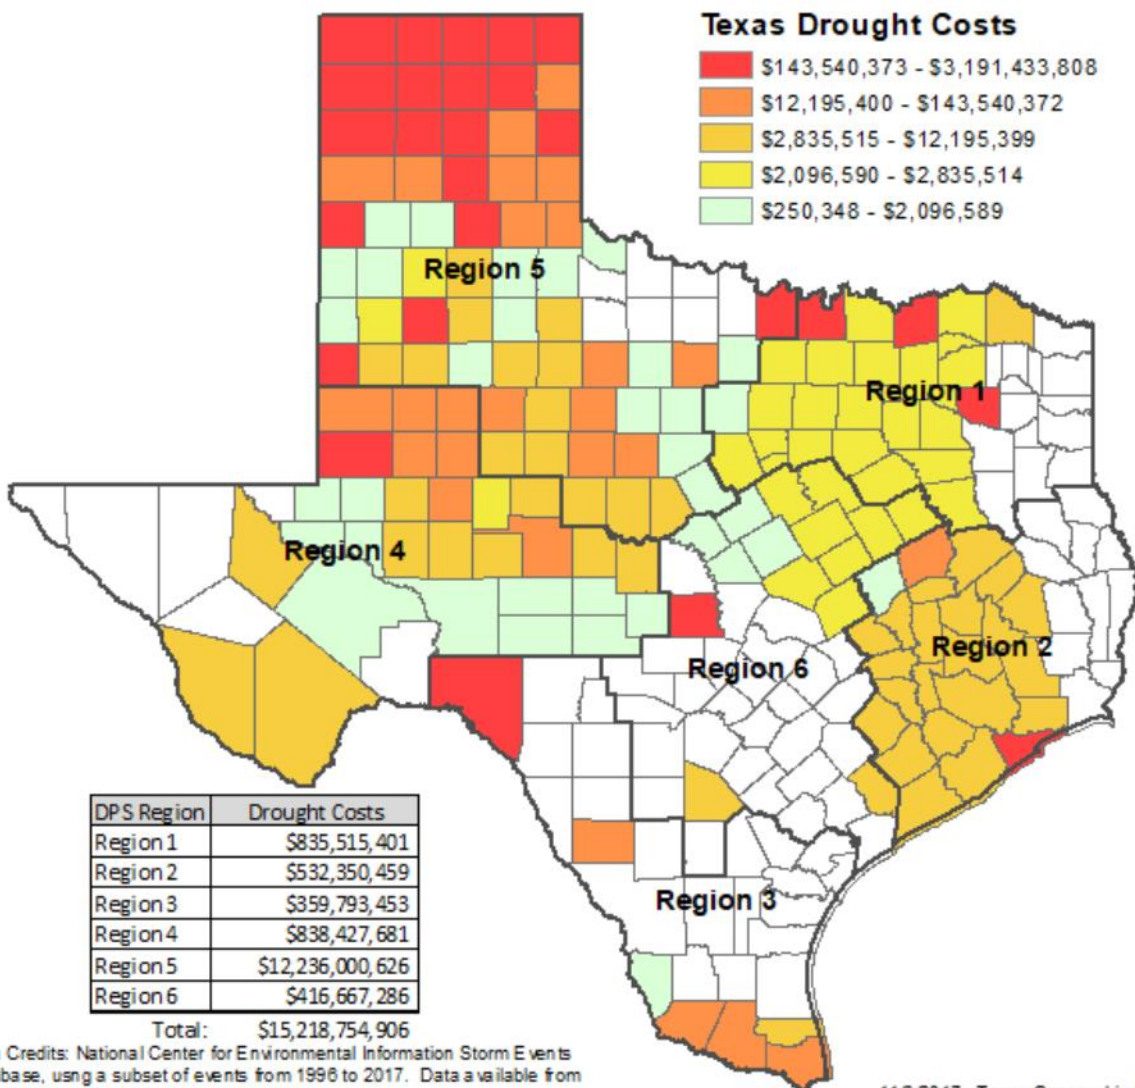 Texas Drought Costs
$143,540,373 - $3,191,433,808
$12,195,400 - $143,540,372
$2,835,515 - $12,195,399
$2,096,590 - $2,835,514
$250,348 - $2,096,589
Region 5
Region 1
Region 4
Region 2
Region 6
Region 3
DPS Region Drought Costs
Region 1 $835,515,401
Region 2 $532,350,459
Region 3 $359,793,453
Region 4 $838,427,681
Region 5 $12,236,000,626
Region 6 $416,667,286
Total: $15,218,754,906
Credits: National Center for Environmental Information Storm Events
base, usng a subset of events from 1996 to 2017. Data available from